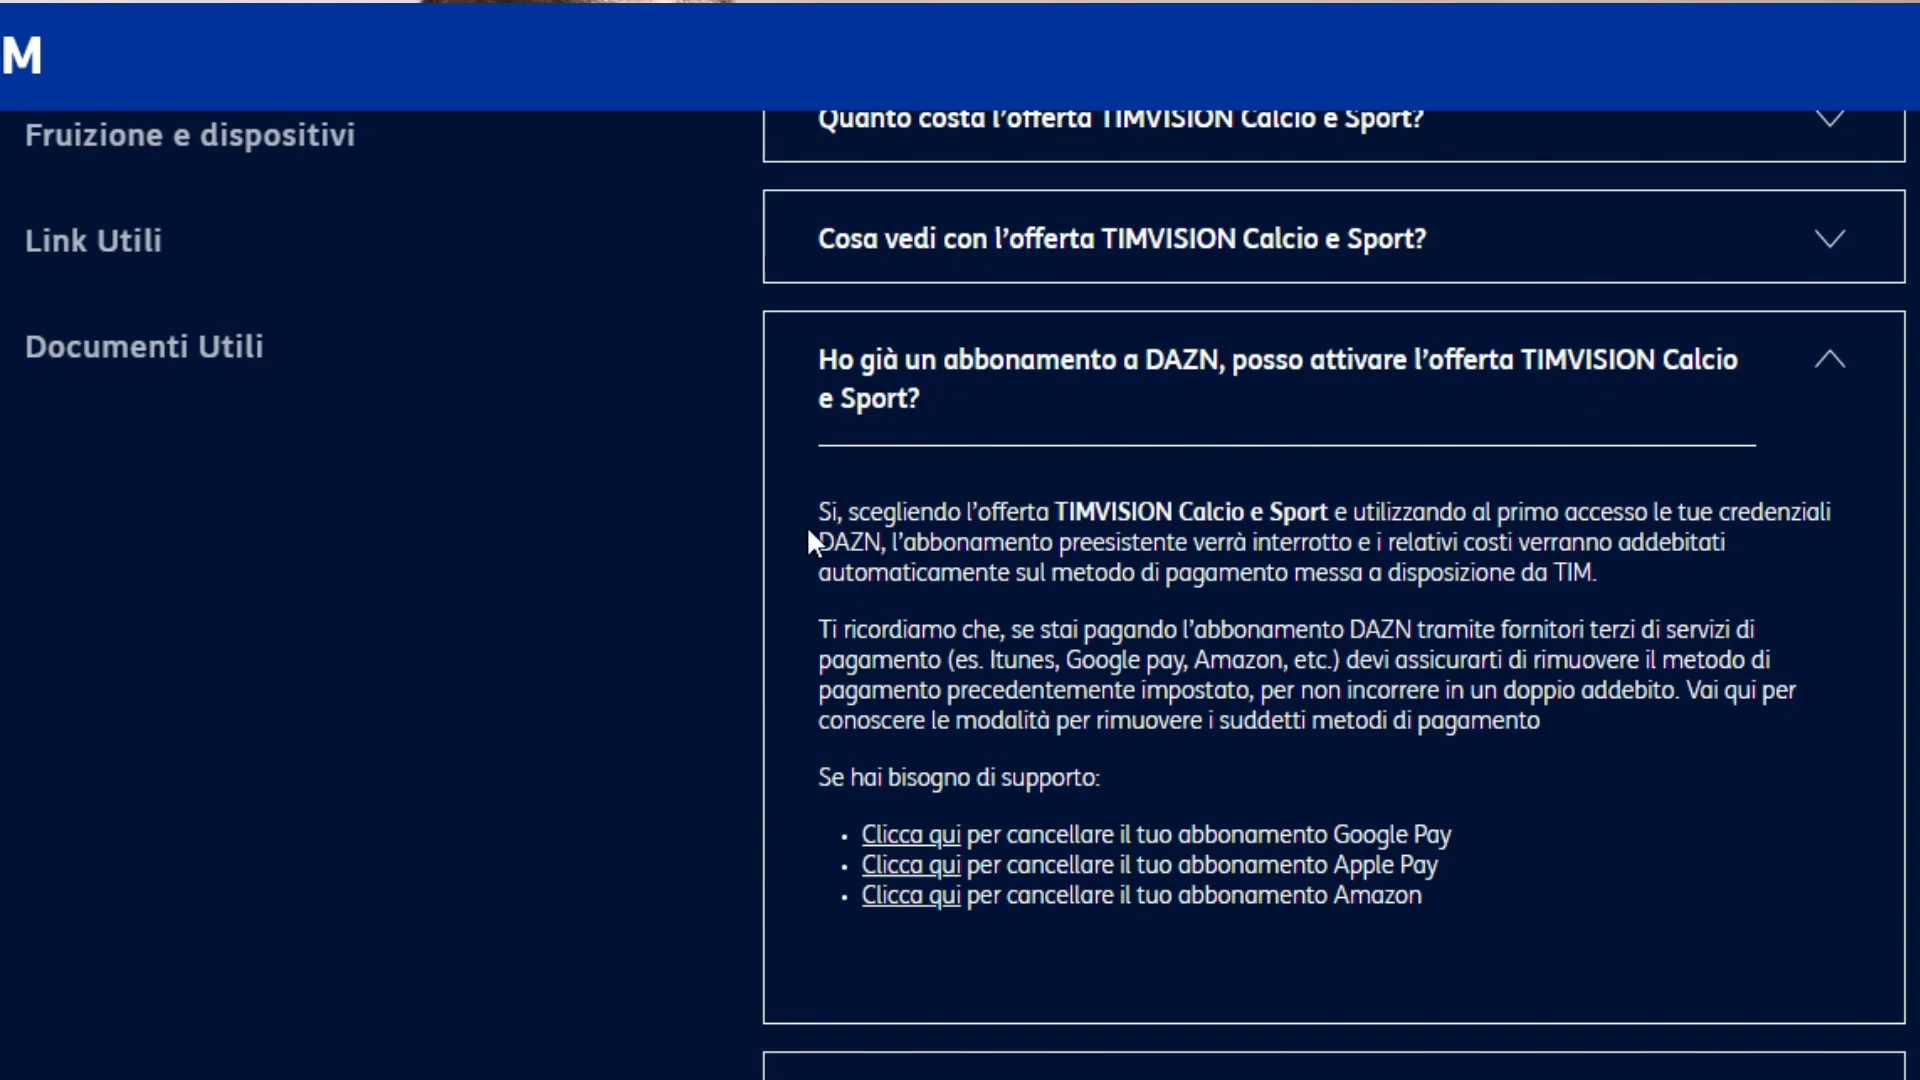 M
Fruizione e dispositivi
Link Utili
Documenti Utili
Quanto costa l'offerta TIMVISION Calcio e Sport?
Cosa vedi con l'offerta TIMVISION Calcio e Sport?
Ho già un abbonamento a DAZN, posso attivare l'offerta TIMVISION Calcio
e Sport?
Si, scegliendo l'offerta TIMVISION Calcio e Sport e utilizzando al primo accesso le tue credenziali
DAZN, l'abbonamento preesistente verrà interrotto e i relativi costi verranno addebitati
automaticamente sul metodo di pagamento messa a disposizione da TIM.
Ti ricordiamo che, se stai pagando l'abbonamento DAZN tramite fornitori terzi di servizi di
pagamento (es. Itunes, Google pay, Amazon, etc.) devi assicurarti di rimuovere il metodo di
pagamento precedentemente impostato, per non incorrere in un doppio addebito. Vai qui per
conoscere le modalità per rimuovere i suddetti metodi di pagamento
Se hai bisogno di supporto:
• Clicca qui per cancellare il tuo abbonamento Google Pay
• Clicca qui per cancellare il tuo abbonamento Apple Pay
• Clicca qui per cancellare il tuo abbonamento Amazon